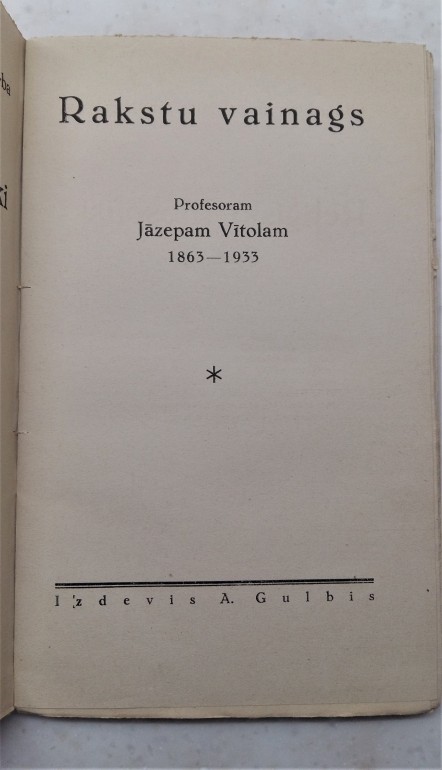 Rakstu vainags
Profesoram
Jāzepam Vītolam
1863—1933
*
Izdevis A. Gulbis